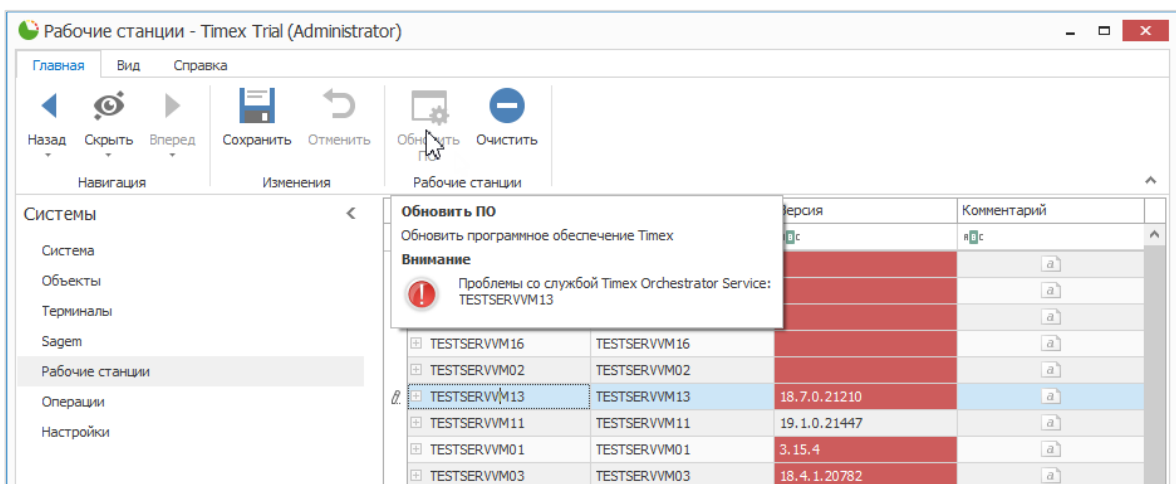 Рабочие станции - Timex Trial (Administrator)
Главная Вид Справка
Назад Скрыть Вперед Сохранить Отменить Обновить ПО Очистить
Навигация Изменения Рабочие станции
Системы
Система
Объекты
Терминалы
Sagem
Рабочие станции
Операции
Настройки
Обновить ПО
Обновить программное обеспечение Timex
Внимание
Проблемы со службой Timex Orchestrator Service:
TESTSERVVM13
Версия Комментарий
TESTSERVVM16 TESTSERVVM16
TESTSERVVM02 TESTSERVVM02
TESTSERVVM13 TESTSERVVM13 18.7.0.21210
TESTSERVVM11 TESTSERVVM11 19.1.0.21447
TESTSERVVM01 TESTSERVVM01 3.15.4
TESTSERVVM03 TESTSERVVM03 18.4.1.20782